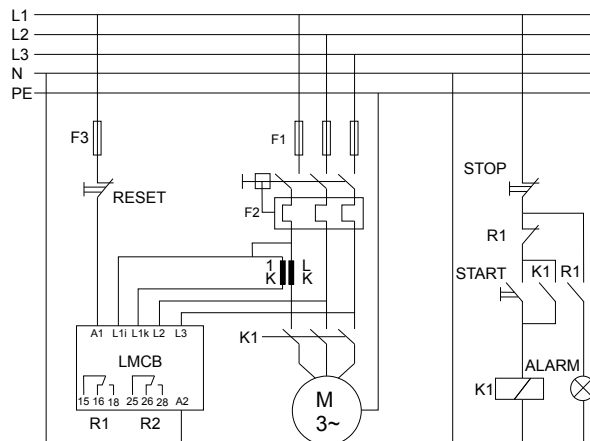 L1
L2
L3
N
PE
F3
F1
RESET
STOP
F2
R1
1 L
K K
START K1 R1
A1 L1i L1k L2 L3
K1
LMCB
ALARM
15 16 18 25 26 28 A2
R1 R2
M
3~
K1